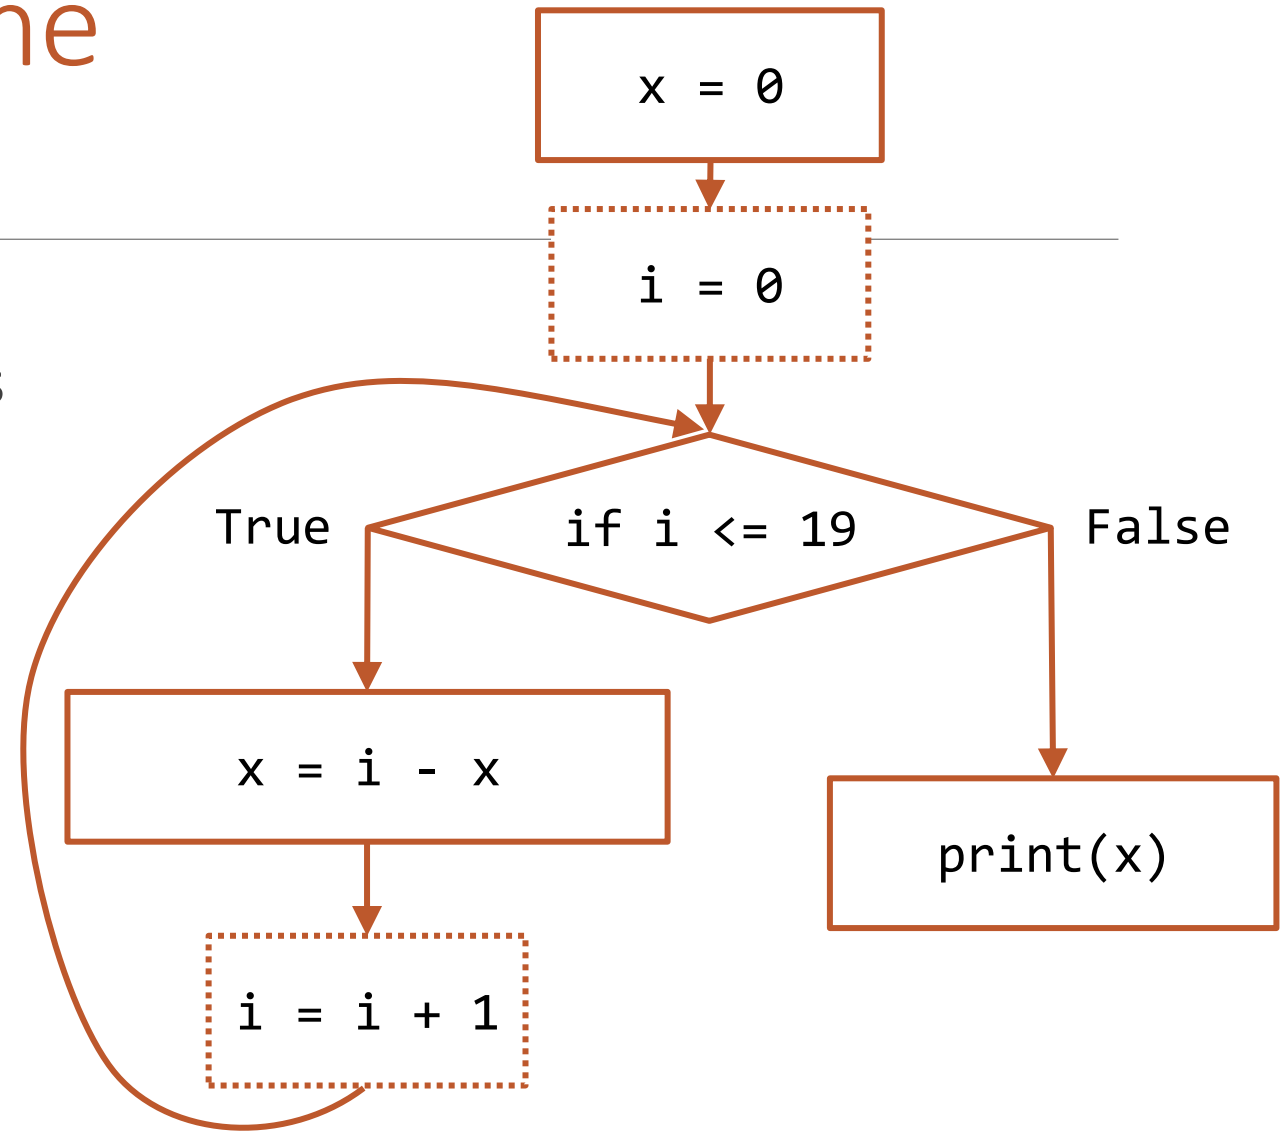 x = 0
i = 0
True
if i <= 19
False
x = i - x
print(x)
i = i + 1